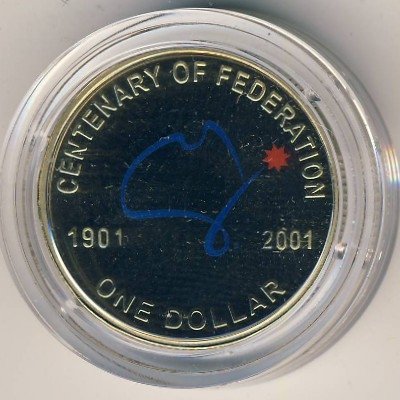 CENTENARY OF FEDERATION
1901 2001
ONE DOLLAR